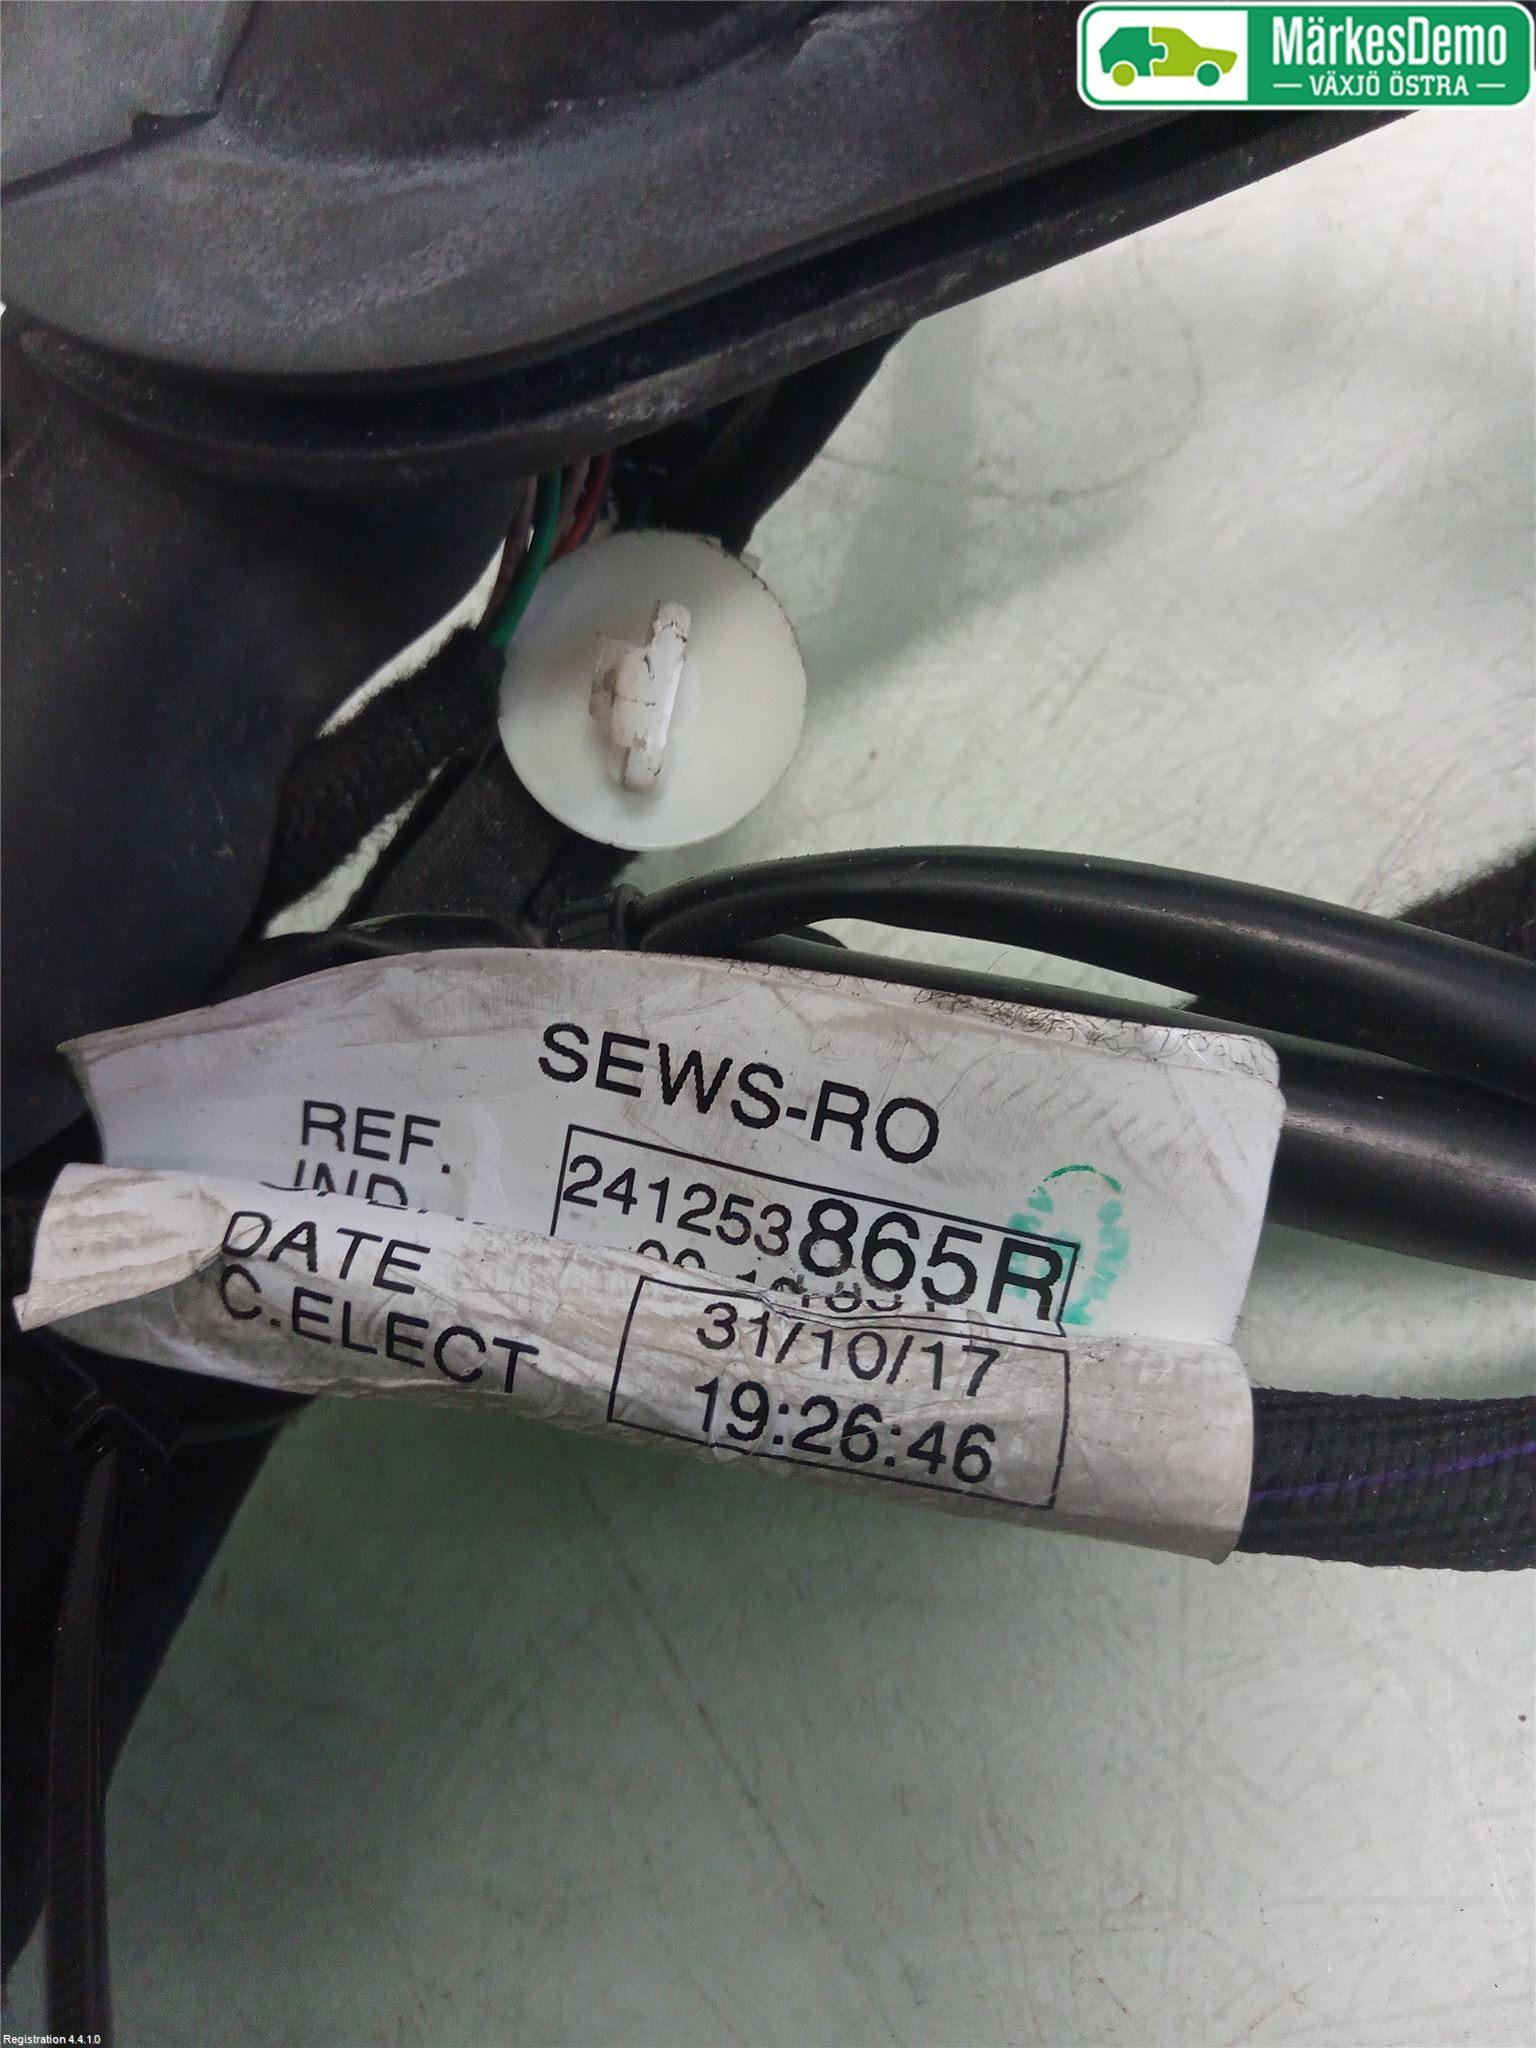 MärkesDemo
VÄXJÖ ÖSTRA
SEWS-RO
REF.
241253865R
IND.
DATE
31/10/17
C.ELECT
19:26:46
Registration 4.4.1.0